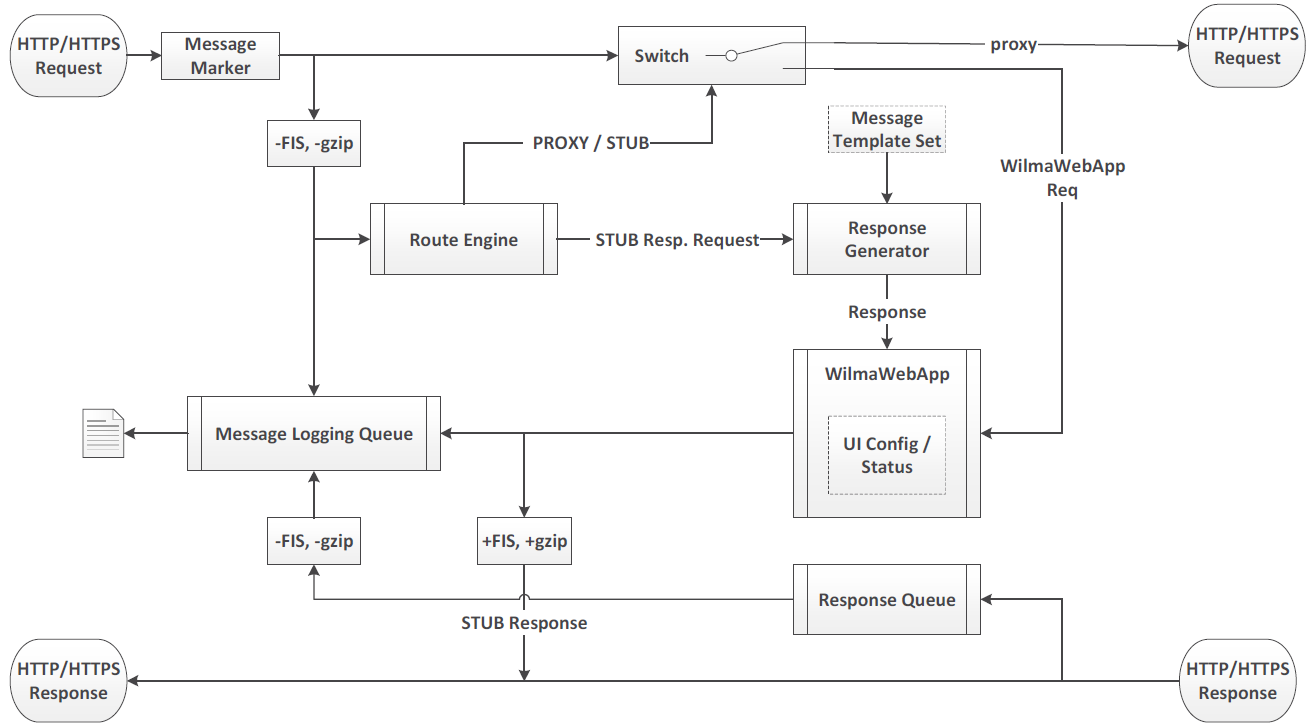 HTTP/HTTPS
Request
Message
Marker
Switch
proxy
HTTP/HTTPS
Request
-FIS, -gzip
PROXY / STUB
Message
Template Set
WilmaWebApp
Req
Route Engine
STUB Resp. Request
Response
Generator
Response
WilmaWebApp
Message Logging Queue
UI Config /
Status
-FIS, -gzip
+FIS, +gzip
Response Queue
STUB Response
HTTP/HTTPS
Response
HTTP/HTTPS
Response